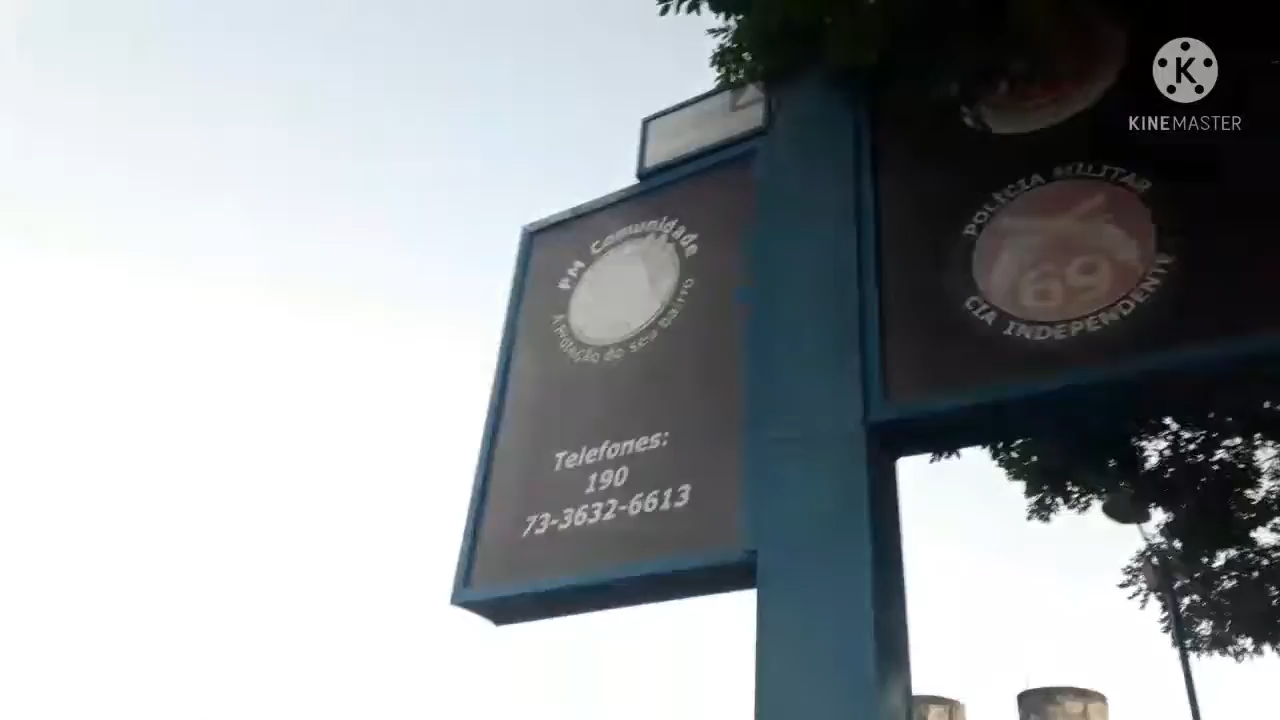 PM Comunidade
A Proteção do seu bairro
Telefones:
190
73-3632-6613
POLÍCIA MILITAR
69
CIA INDEPENDENTE
KINEMASTER